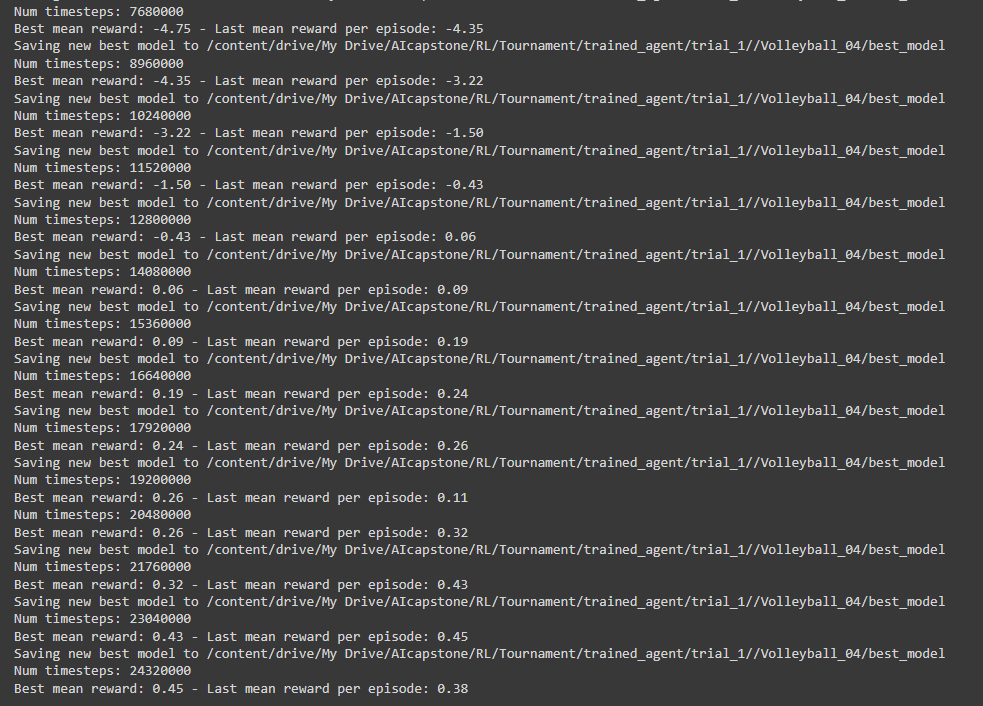 Num timesteps: 7680000
Best mean reward: -4.75 - Last mean reward per episode: -4.35
Saving new best model to /content/drive/My Drive/AIcapstone/RL/Tournament/trained_agent/trial_1//Volleyball_04/best_model
Num timesteps: 8960000
Best mean reward: -4.35 - Last mean reward per episode: -3.22
Saving new best model to /content/drive/My Drive/AIcapstone/RL/Tournament/trained_agent/trial_1//Volleyball_04/best_model
Num timesteps: 10240000
Best mean reward: -3.22 - Last mean reward per episode: -1.50
Saving new best model to /content/drive/My Drive/AIcapstone/RL/Tournament/trained_agent/trial_1//Volleyball_04/best_model
Num timesteps: 11520000
Best mean reward: -1.50 - Last mean reward per episode: -0.43
Saving new best model to /content/drive/My Drive/AIcapstone/RL/Tournament/trained_agent/trial_1//Volleyball_04/best_model
Num timesteps: 12800000
Best mean reward: -0.43 - Last mean reward per episode: 0.06
Saving new best model to /content/drive/My Drive/AIcapstone/RL/Tournament/trained_agent/trial_1//Volleyball_04/best_model
Num timesteps: 14080000
Best mean reward: 0.06 - Last mean reward per episode: 0.09
Saving new best model to /content/drive/My Drive/AIcapstone/RL/Tournament/trained_agent/trial_1//Volleyball_04/best_model
Num timesteps: 15360000
Best mean reward: 0.09 - Last mean reward per episode: 0.19
Saving new best model to /content/drive/My Drive/AIcapstone/RL/Tournament/trained_agent/trial_1//Volleyball_04/best_model
Num timesteps: 16640000
Best mean reward: 0.19 - Last mean reward per episode: 0.24
Saving new best model to /content/drive/My Drive/AIcapstone/RL/Tournament/trained_agent/trial_1//Volleyball_04/best_model
Num timesteps: 17920000
Best mean reward: 0.24 - Last mean reward per episode: 0.26
Saving new best model to /content/drive/My Drive/AIcapstone/RL/Tournament/trained_agent/trial_1//Volleyball_04/best_model
Num timesteps: 19200000
Best mean reward: 0.26 - Last mean reward per episode: 0.11
Num timesteps: 20480000
Best mean reward: 0.26 - Last mean reward per episode: 0.32
Saving new best model to /content/drive/My Drive/AIcapstone/RL/Tournament/trained_agent/trial_1//Volleyball_04/best_model
Num timesteps: 21760000
Best mean reward: 0.32 - Last mean reward per episode: 0.43
Saving new best model to /content/drive/My Drive/AIcapstone/RL/Tournament/trained_agent/trial_1//Volleyball_04/best_model
Num timesteps: 23040000
Best mean reward: 0.43 - Last mean reward per episode: 0.45
Saving new best model to /content/drive/My Drive/AIcapstone/RL/Tournament/trained_agent/trial_1//Volleyball_04/best_model
Num timesteps: 24320000
Best mean reward: 0.45 - Last mean reward per episode: 0.38